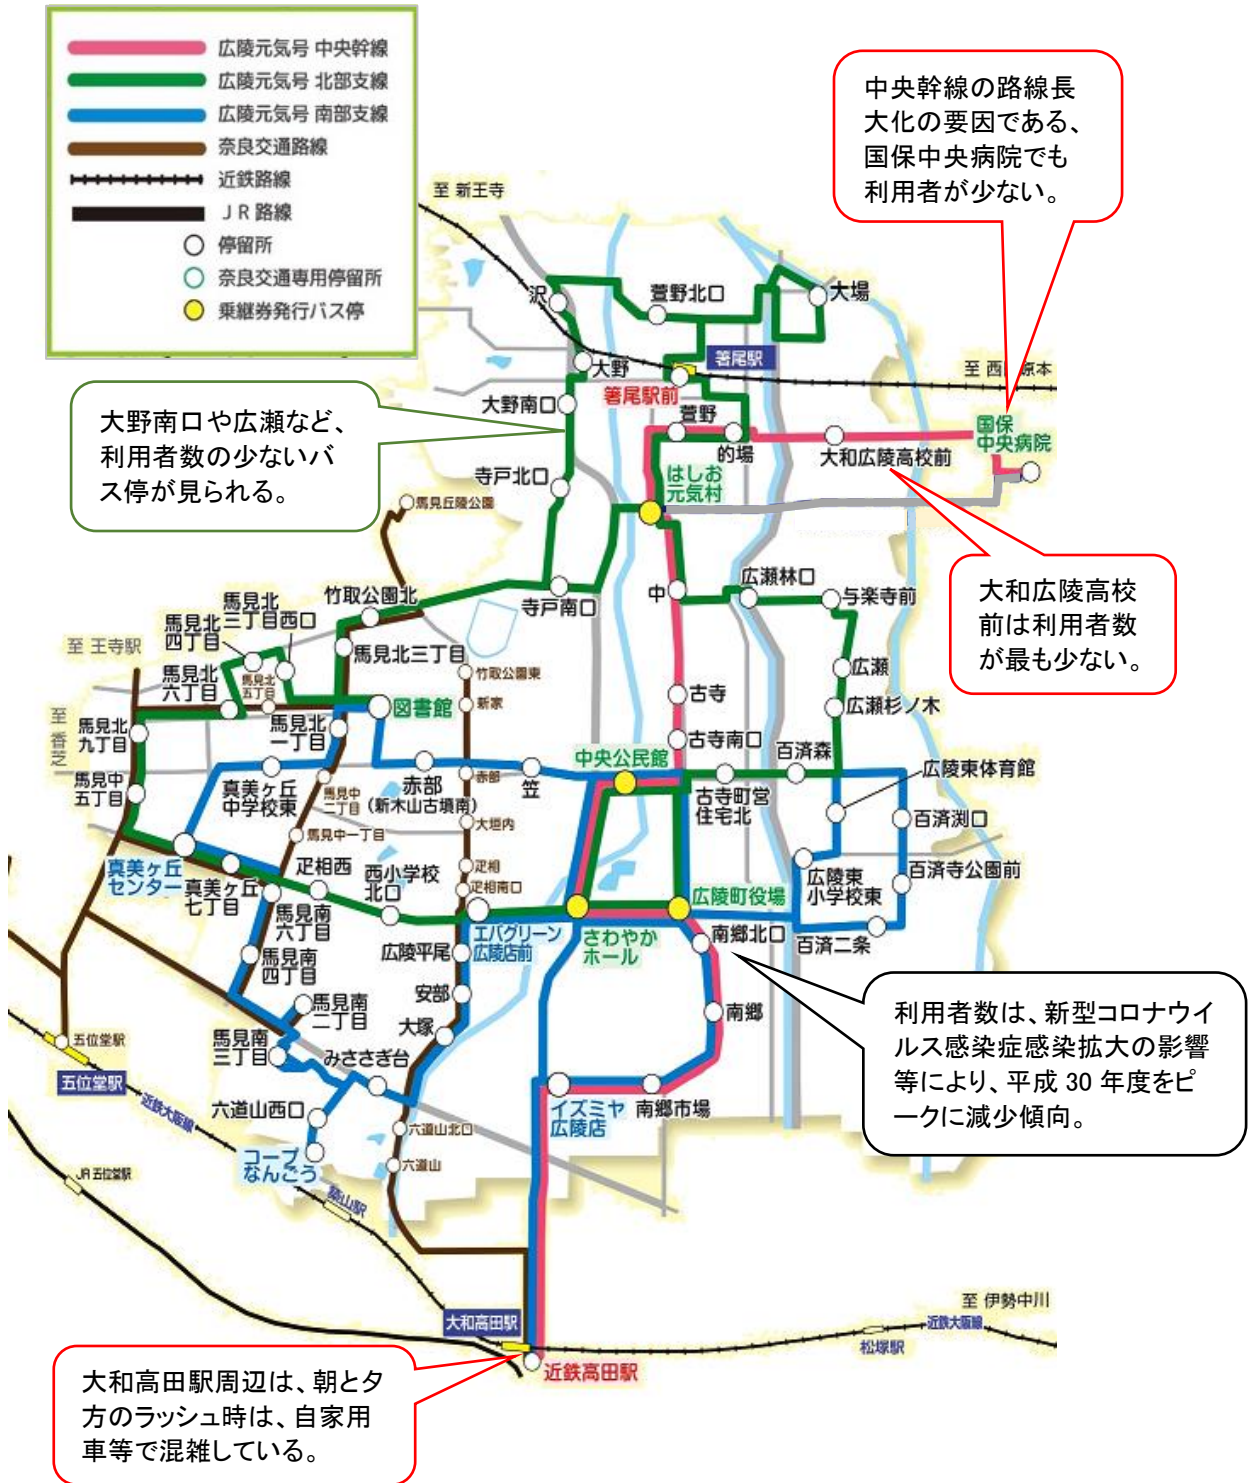 広陵元気号 中央幹線
広陵元気号 北部支線
広陵元気号 南部支線
奈良交通路線
近鉄路線
ＪＲ路線
停留所
奈良交通専用停留所
乗継券発行バス停
中央幹線の路線長
大化の要因である、
国保中央病院でも
利用者が少ない。
至 新王寺
沢
萱野北口
大場
大野
箸尾駅
至 西
原本
箸尾駅前
大野南口や広瀬など、
利用者数の少ないバ
ス停が見られる。
大野南口
萱野
的場
大和広陵高校前
国保
中央病院
はしお
元気村
寺戸北口
馬見丘陵公園
大和広陵高校
前は利用者数
が最も少ない。
竹取公園北
寺戸南口
中
広瀬林口
与楽寺前
馬見北
三丁目西口
馬見北
四丁目
至 王寺駅
馬見北
六丁目
馬見北
五丁目
馬見北三丁目
竹取公園東
新家
広瀬
広瀬杉ノ木
古寺
古寺南口
至 香芝
馬見北
九丁目
馬見北
一丁目
図書館
中央公民館
百済森
広陵東体育館
馬見中
五丁目
真美ヶ丘
中学校東
馬見中
二丁目
赤部
(新木山古墳南)
赤部
笠
古寺町営
住宅北
百済渕口
馬見中一丁目
大垣内
真美ヶ丘
センター
真美ヶ丘
七丁目
疋相西
西小学校
北口
疋相
疋相南口
広陵東
小学校東
百済寺公園前
広陵町役場
馬見南
六丁目
エバグリーン
広陵店前
さわやか
ホール
南郷北口
百済二条
馬見南
四丁目
広陵平尾
安部
馬見南
二丁目
大塚
南郷
利用者数は、新型コロナウイ
ルス感染症感染拡大の影響
等により、平成 30 年度をピ
ークに減少傾向。
五位堂駅
五位堂駅
馬見南
三丁目
みささぎ台
近鉄大阪線
六道山西口
イズミヤ
広陵店
南郷市場
六道山北口
コープ
なんごう
六道山
JR 五位堂駅
築山駅
至 伊勢中川
大和高田駅
近鉄大阪線
松塚駅
近鉄高田駅
大和高田駅周辺は、朝と夕
方のラッシュ時は、自家用
車等で混雑している。